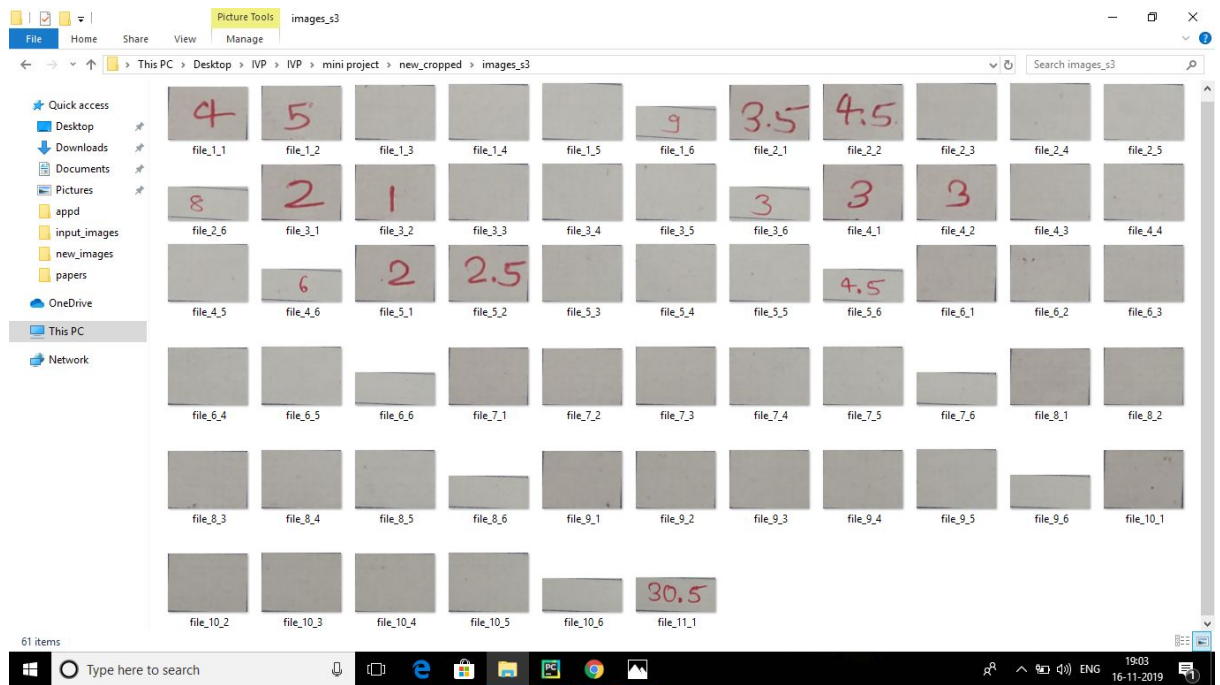 Picture Tools images_s3
File Home Share View Manage
This PC > Desktop > IVP > IVP > mini project > new_cropped > images_s3
Search images_s3
Quick access
Desktop
Downloads
Documents
Pictures
appd
input_images
new_images
papers
OneDrive
This PC
Network
4 5 9 3.5 4.5
file_1_1 file_1_2 file_1_3 file_1_4 file_1_5 file_1_6 file_2_1 file_2_2 file_2_3 file_2_4 file_2_5
8 2 1 3 3 3
file_2_6 file_3_1 file_3_2 file_3_3 file_3_4 file_3_5 file_3_6 file_4_1 file_4_2 file_4_3 file_4_4
6 2 2.5 4.5
file_4_5 file_4_6 file_5_1 file_5_2 file_5_3 file_5_4 file_5_5 file_5_6 file_6_1 file_6_2 file_6_3
file_6_4 file_6_5 file_6_6 file_7_1 file_7_2 file_7_3 file_7_4 file_7_5 file_7_6 file_8_1 file_8_2
file_8_3 file_8_4 file_8_5 file_8_6 file_9_1 file_9_2 file_9_3 file_9_4 file_9_5 file_9_6 file_10_1
30.5
file_10_2 file_10_3 file_10_4 file_10_5 file_10_6 file_11_1
61 items
Type here to search
PC
ENG
19:03
16-11-2019